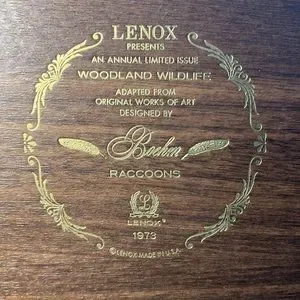 LENOX
PRESENTS
AN ANNUAL LIMITED ISSUE
WOODLAND WILDLIFE
ADAPTED FROM
ORIGINAL WORKS OF ART
DESIGNED BY
Boehm
RACCOONS
L
LENOX
1973
© LENOX MADE IN U.S.A.